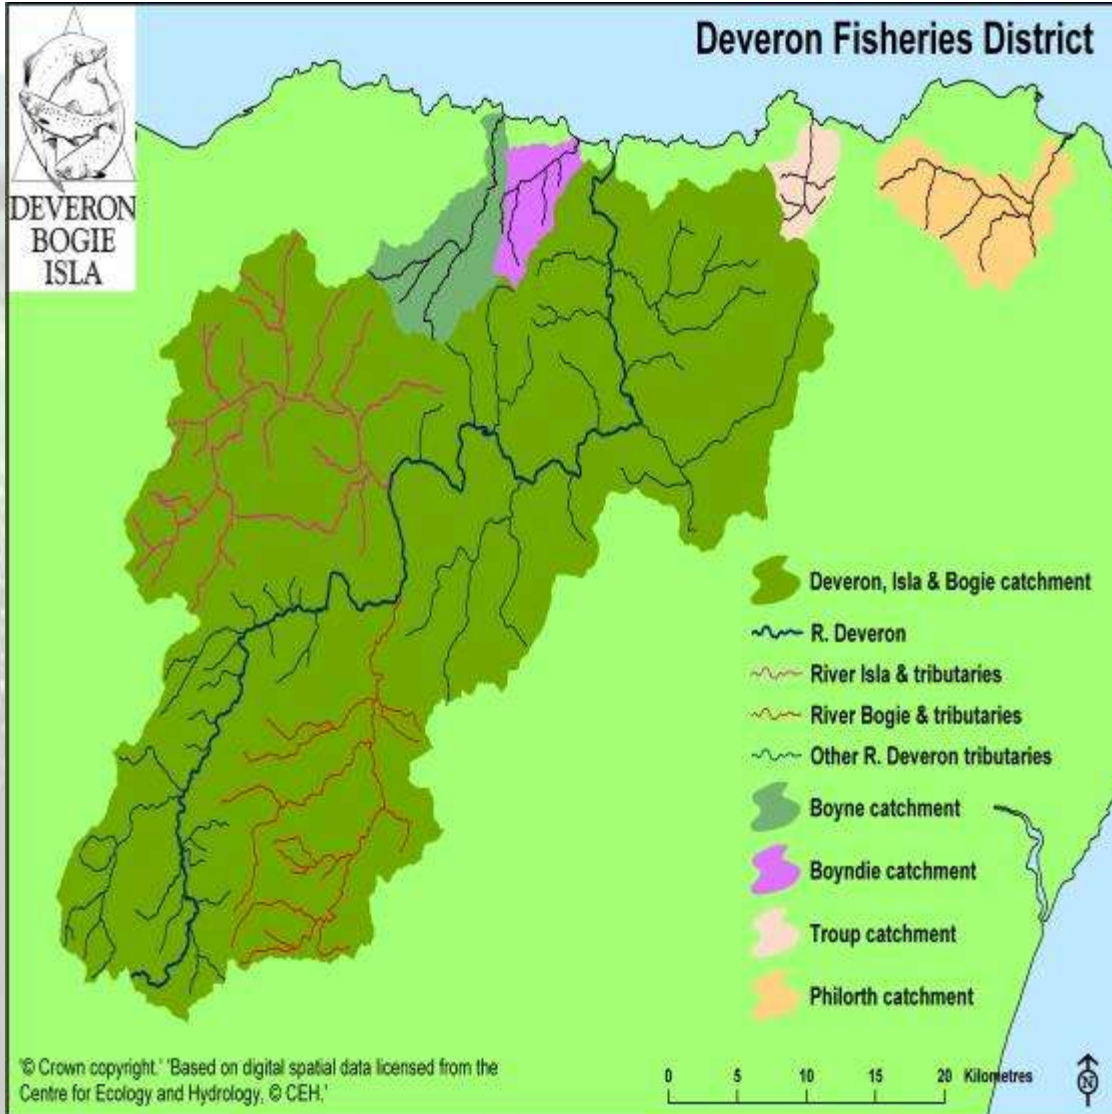 Deveron Fisheries District
DEVERON
BOGIE
ISLA
Deveron, Isla & Bogie catchment
R. Deveron
River Isla & tributaries
River Bogie & tributaries
Other R. Deveron tributaries
Boyne catchment
Boyndie catchment
Troup catchment
Philorth catchment
'© Crown copyright.' 'Based on digital spatial data licensed from the
Centre for Ecology and Hydrology, © CEH.'
0 5 10 15 20 Kilometres
N